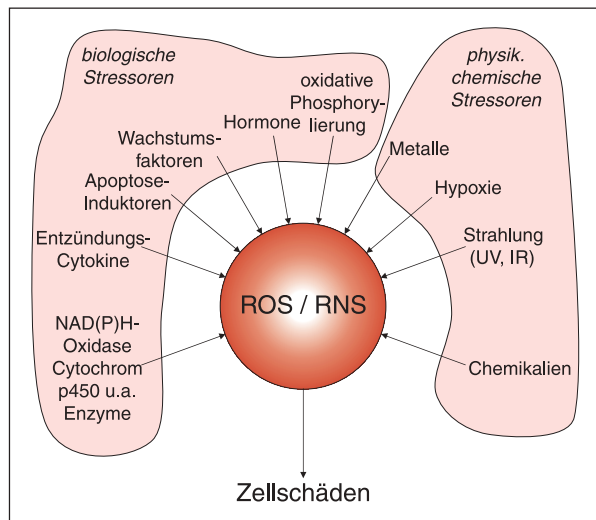 biologische
Stressoren
oxidative
Phosphory-
lierung
Hormone
Wachstums-
faktoren
Apoptose-
Induktoren
Entzündungs-
Cytokine
NAD(P)H-
Oxidase
Cytochrom
p450 u.a.
Enzyme
physik.
chemische
Stressoren
Metalle
Hypoxie
Strahlung
(UV, IR)
Chemikalien
ROS / RNS
Zellschäden